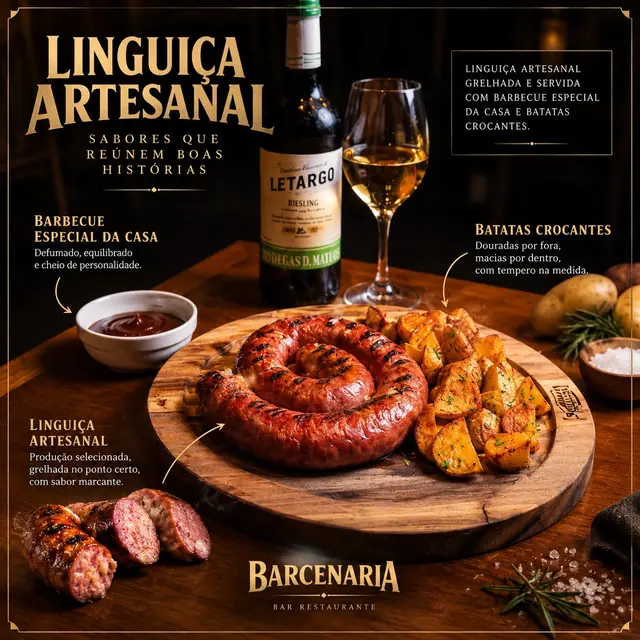 LINGUIÇA
ARTESANAL
SABORES QUE
REÚNEM BOAS
HISTÓRIAS
LINGUIÇA ARTESANAL
GRELHADA E SERVIDA
COM BARBECUE ESPECIAL
DA CASA E BATATAS
CROCANTES.
LETARGO
RIESLING
BODEGAS D. MATEOS
BARBECUE
ESPECIAL DA CASA
Defumado, equilibrado
e cheio de personalidade.
BATATAS CROCANTES
Douradas por fora,
macias por dentro,
com tempero na medida.
LINGUIÇA
ARTESANAL
Produção selecionada,
grelhada no ponto certo,
com sabor marcante.
BARCENARIA
BAR RESTAURANTE